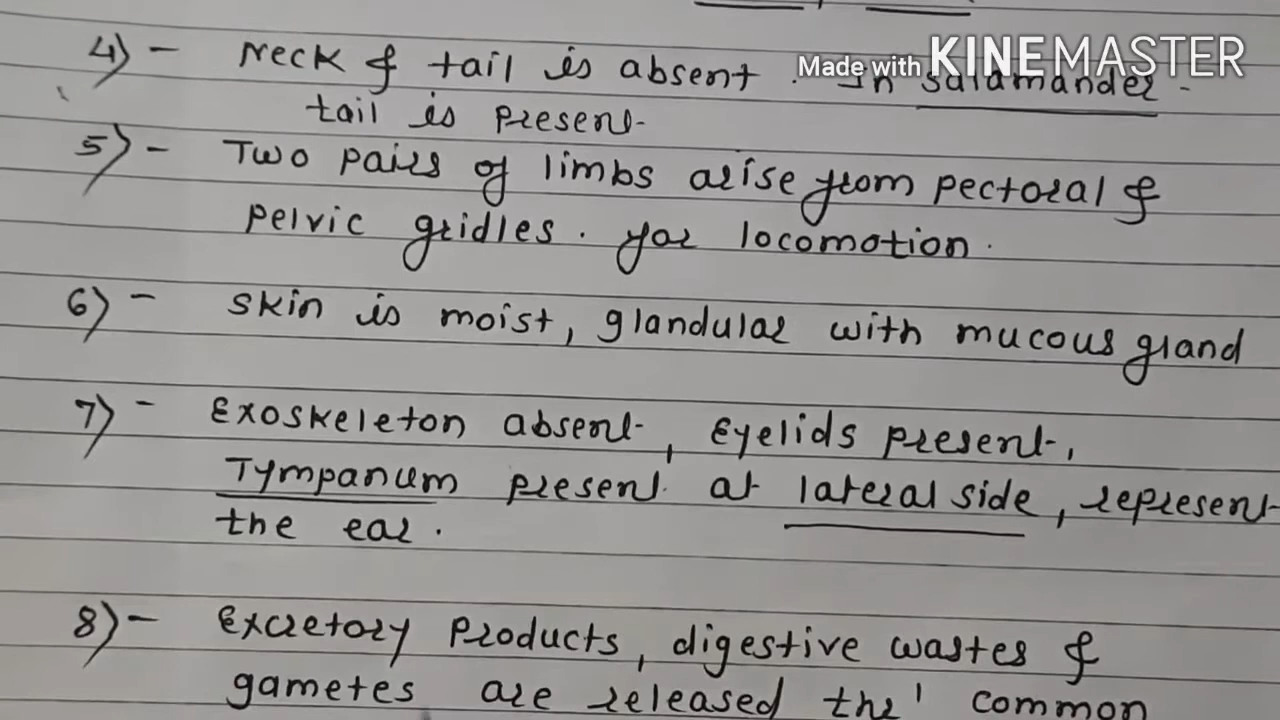 Made with KINEMASTER
4) - Neck & tail is absent. In salamander -
tail is present
5) - Two pairs of limbs arise from pectoral &
pelvic gridles. for locomotion.
6) - skin is moist, glandular with mucous gland
7) - Exoskeleton absent, Eyelids present,
Tympanum present at lateral side, represent
the ear.
8) - Excretory products, digestive wastes &
gametes are released thr' common